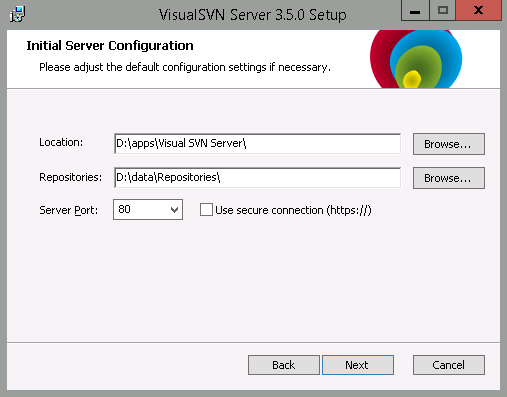 VisualSVN Server 3.5.0 Setup
Initial Server Configuration
Please adjust the default configuration settings if necessary.
Location: D:\apps\Visual SVN Server\ Browse...
Repositories: D:\data\Repositories\ Browse...
Server Port: 80 Use secure connection (https://)
Back Next Cancel